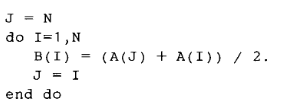 J = N
do I=1,N
   B(I) = (A(J) + A(I)) / 2.
   J = I
end do